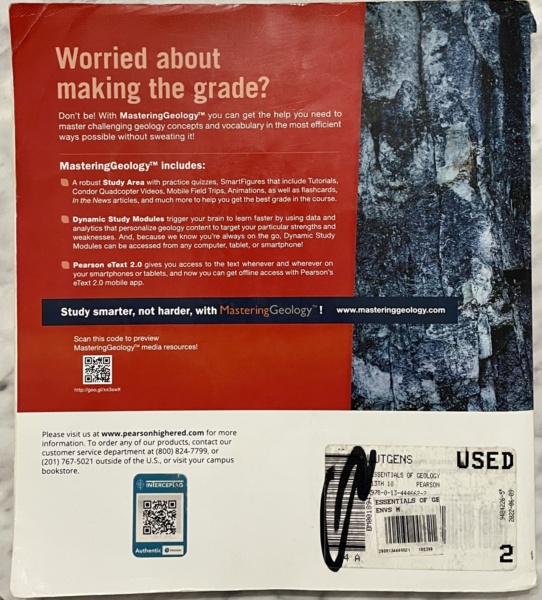 Worried about
making the grade?
Don't be! With MasteringGeology™ you can get the help you need to
master challenging geology concepts and vocabulary in the most efficient
ways possible without sweating it!
MasteringGeology™ includes:
A robust Study Area with practice quizzes, SmartFigures that include Tutorials,
Condor Quadcopter Videos, Mobile Field Trips, Animations, as well as flashcards,
In the News articles, and much more to help you get the best grade in the course.
Dynamic Study Modules trigger your brain to learn faster by using data and
analytics that personalize geology content to target your particular strengths and
weaknesses. And, because we know you're always on the go, Dynamic Study
Modules can be accessed from any computer, tablet, or smartphone!
Pearson eText 2.0 gives you access to the text whenever and wherever on
your smartphones or tablets, and now you can get offline access with Pearson's
eText 2.0 mobile app.
Study smarter, not harder, with MasteringGeology™! www.masteringgeology.com
Scan this code to preview
MasteringGeology™ media resources!
Please visit us at www.pearsonhighered.com for more
information. To order any of our products, contact our
customer service department at (800) 824-7799, or
(201) 767-5021 outside of the U.S., or visit your campus
bookstore.
Authentic
UTGENS USED
ESSENTIALS OF GEOLOGY
13TH 18 PEARSON
ESSENTIALS OF GE
ENVS M
4 A
2